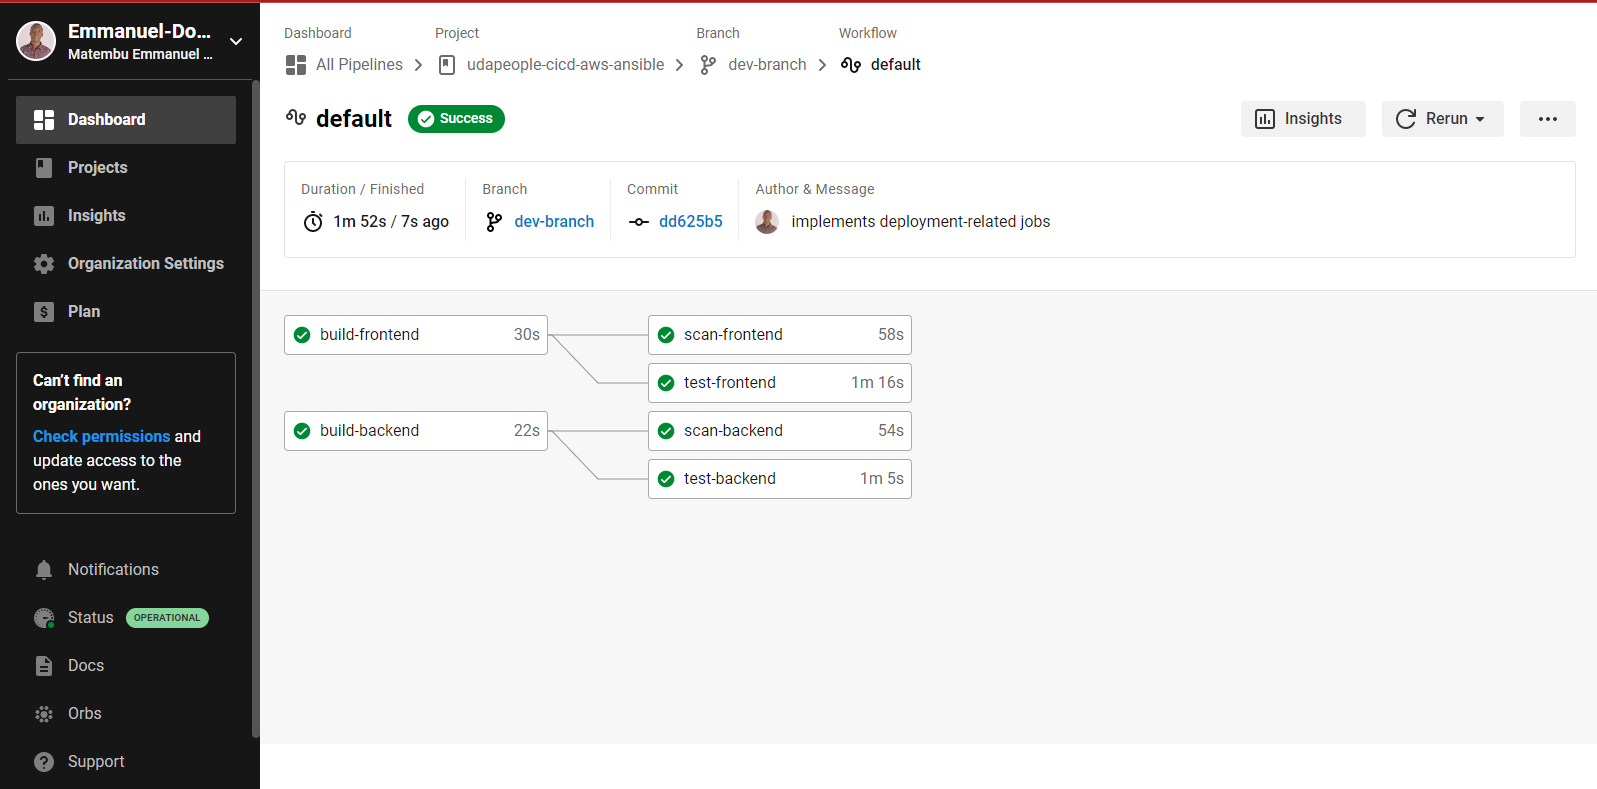 Emmanuel-Do...
Matembu Emmanuel ...
Dashboard
Projects
Insights
Organization Settings
Plan
Can't find an
organization?
Check permissions and
update access to the
ones you want.
Notifications
Status OPERATIONAL
Docs
Orbs
Support
Dashboard Project Branch Workflow
All Pipelines udapeople-cicd-aws-ansible dev-branch default
default Success Insights Rerun
Duration / Finished Branch Commit Author & Message
1m 52s / 7s ago dev-branch dd625b5 implements deployment-related jobs
build-frontend 30s scan-frontend 58s
test-frontend 1m 16s
build-backend 22s scan-backend 54s
test-backend 1m 5s